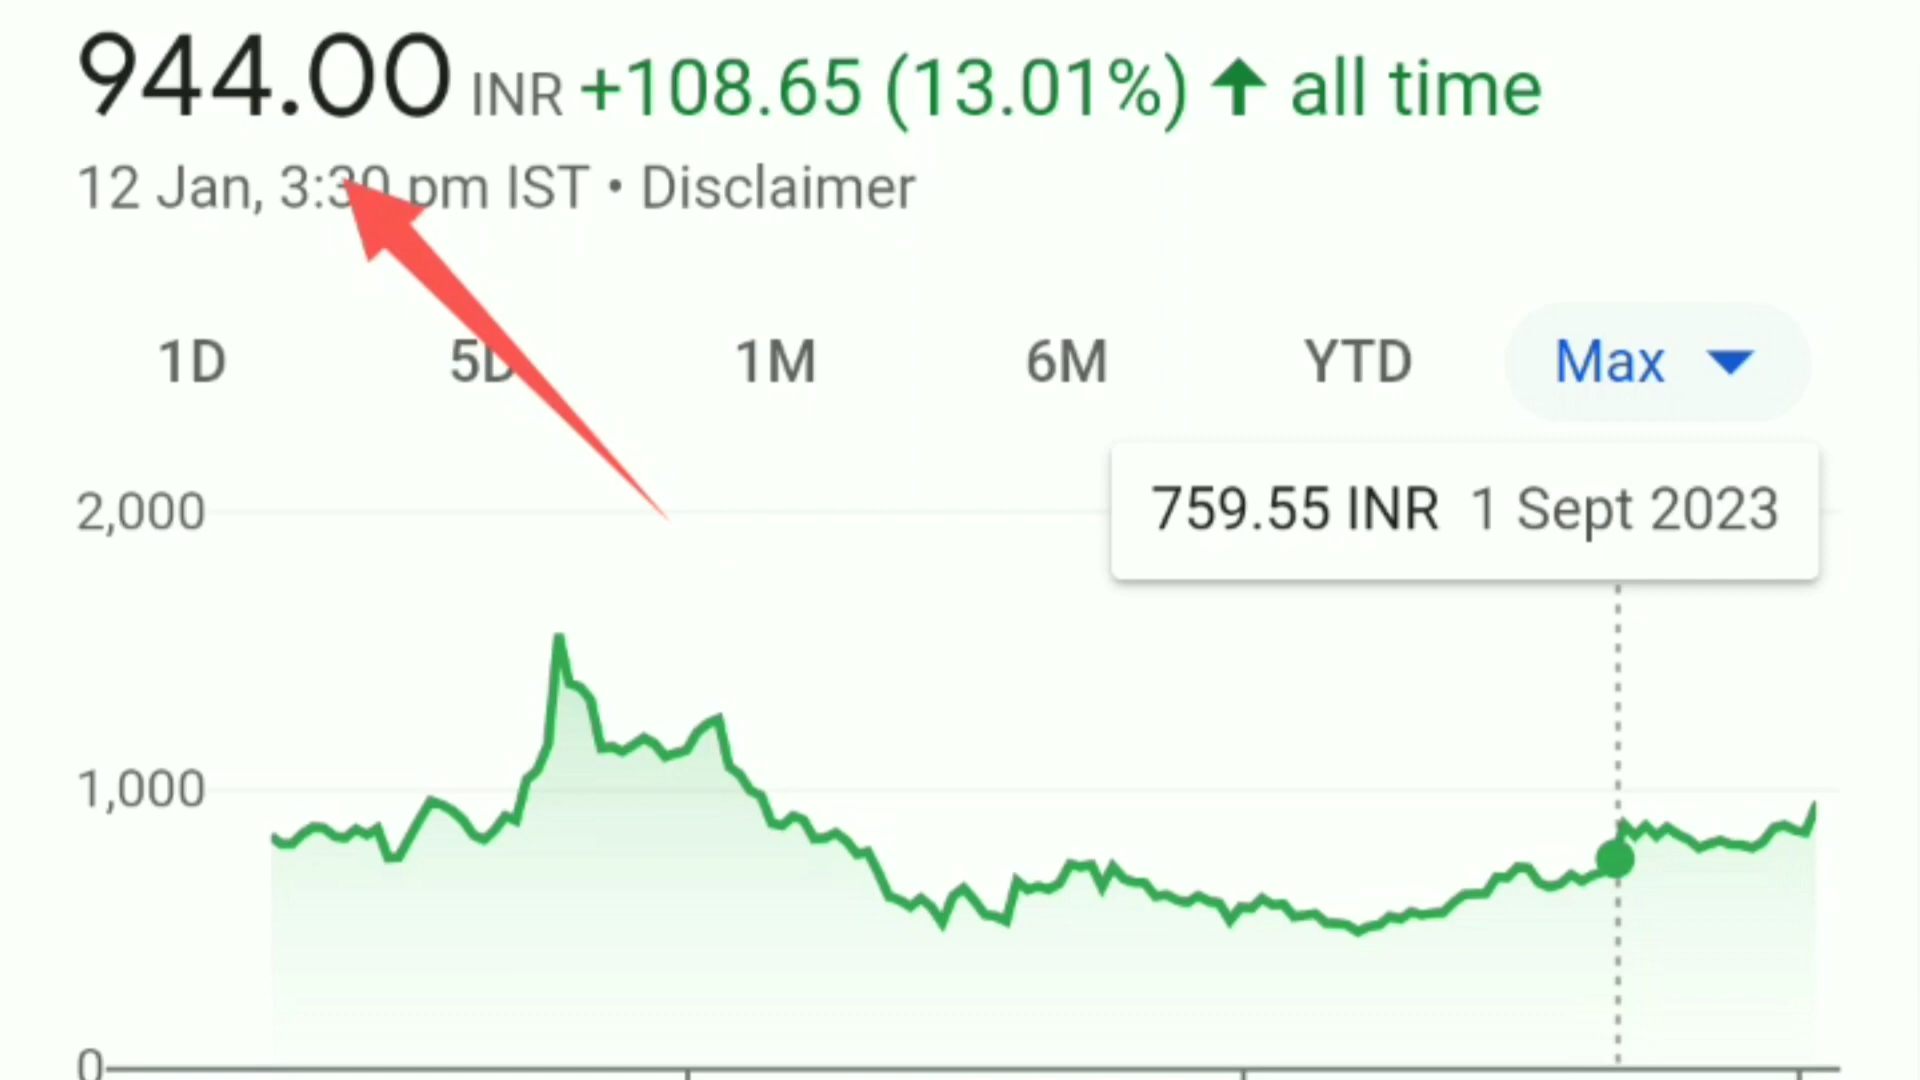 944.00 INR +108.65 (13.01%) ↑ all time
12 Jan, 3:30 pm IST • Disclaimer
1D 5D 1M 6M YTD Max
759.55 INR 1 Sept 2023
2,000
1,000
0